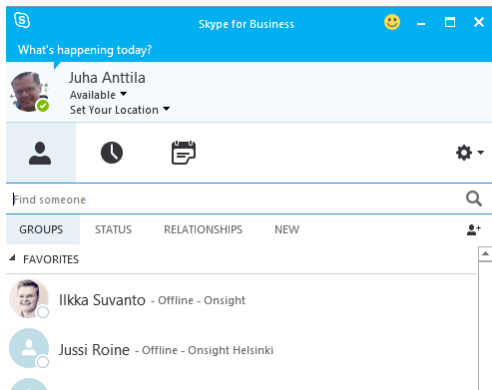 Skype for Business
What's happening today?
Juha Anttila
Available
Set Your Location
Find someone
GROUPS STATUS RELATIONSHIPS NEW
FAVORITES
Ilkka Suvanto - Offline - Onsight
Jussi Roine - Offline - Onsight Helsinki